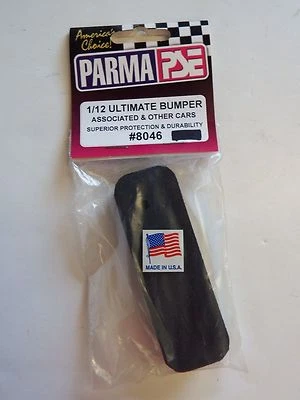 America's
Choice!
PARMA PSE
1/12 ULTIMATE BUMPER
ASSOCIATED & OTHER CARS
SUPERIOR PROTECTION & DURABILITY
#8046
MADE IN U.S.A.